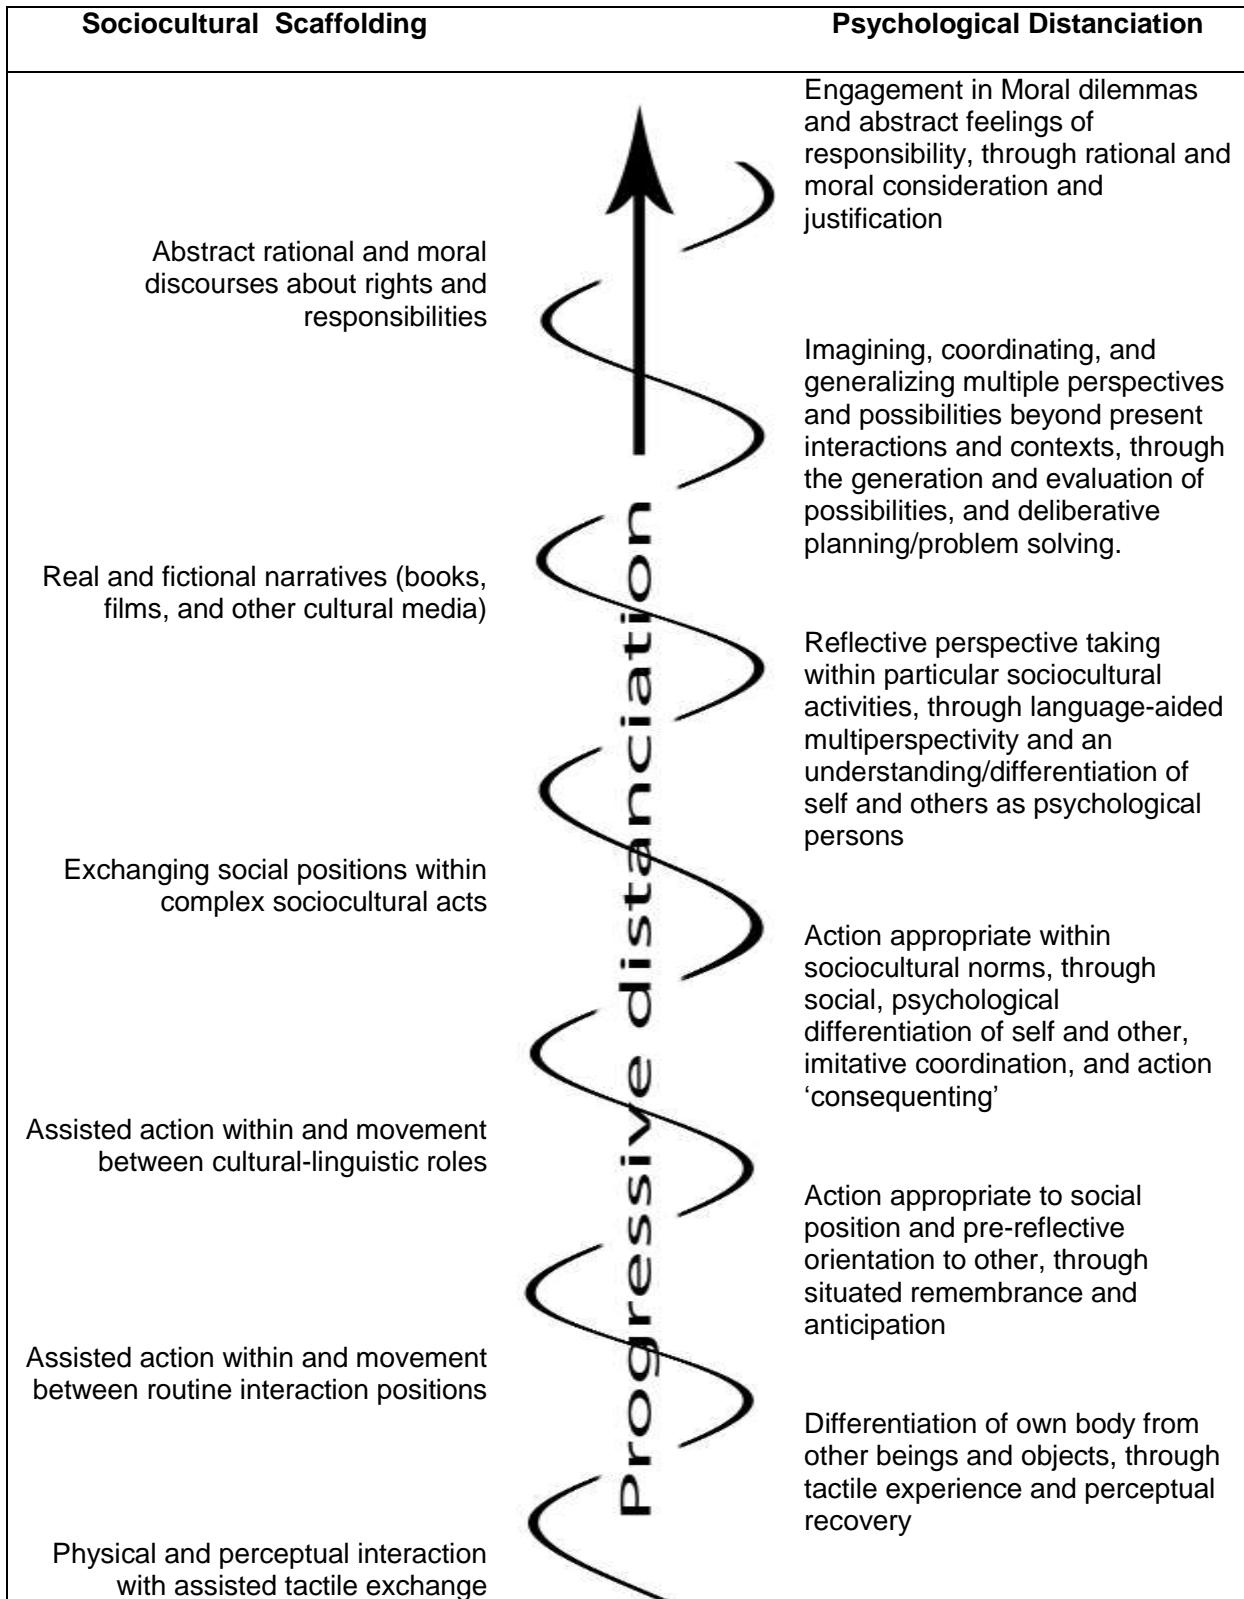 Sociocultural Scaffolding
Psychological Distanciation
Engagement in Moral dilemmas
and abstract feelings of
responsibility, through rational and
moral consideration and
justification
Abstract rational and moral
discourses about rights and
responsibilities
Imagining, coordinating, and
generalizing multiple perspectives
and possibilities beyond present
interactions and contexts, through
the generation and evaluation of
possibilities, and deliberative
planning/problem solving.
Real and fictional narratives (books,
films, and other cultural media)
Reflective perspective taking
within particular sociocultural
activities, through language-aided
multiperspectivity and an
understanding/differentiation of
self and others as psychological
persons
Exchanging social positions within
complex sociocultural acts
Action appropriate within
sociocultural norms, through
social, psychological
differentiation of self and other,
imitative coordination, and action
‘consequenting’
Assisted action within and movement
between cultural-linguistic roles
Action appropriate to social
position and pre-reflective
orientation to other, through
situated remembrance and
anticipation
Assisted action within and movement
between routine interaction positions
Differentiation of own body from
other beings and objects, through
tactile experience and perceptual
recovery
Physical and perceptual interaction
with assisted tactile exchange
Progressive distanciation